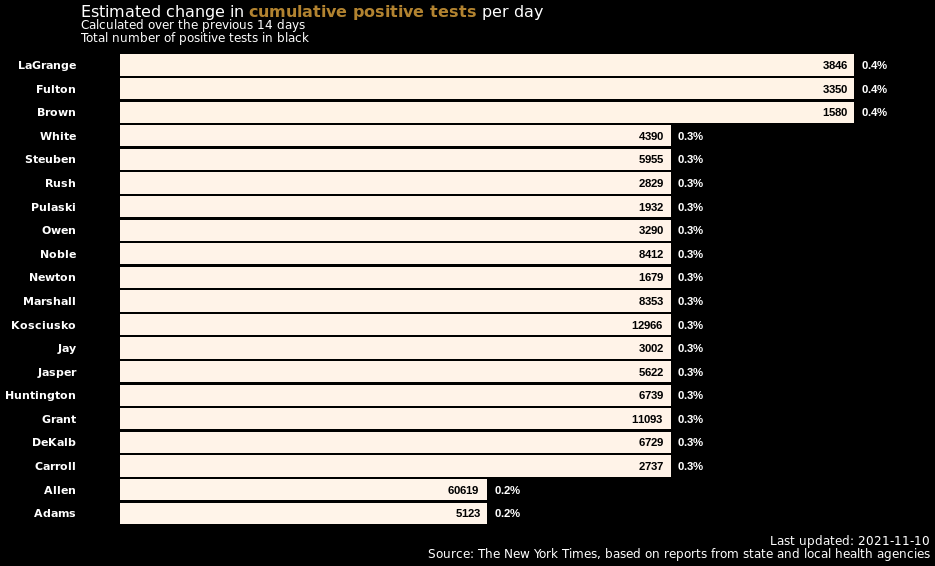 Estimated change in cumulative positive tests per day
Calculated over the previous 14 days
Total number of positive tests in black
LaGrange 3846 0.4%
Fulton 3350 0.4%
Brown 1580 0.4%
White 4390 0.3%
Steuben 5955 0.3%
Rush 2829 0.3%
Pulaski 1932 0.3%
Owen 3290 0.3%
Noble 8412 0.3%
Newton 1679 0.3%
Marshall 8353 0.3%
Kosciusko 12966 0.3%
Jay 3002 0.3%
Jasper 5622 0.3%
Huntington 6739 0.3%
Grant 11093 0.3%
DeKalb 6729 0.3%
Carroll 2737 0.3%
Allen 60619 0.2%
Adams 5123 0.2%
Last updated: 2021-11-10
Source: The New York Times, based on reports from state and local health agencies